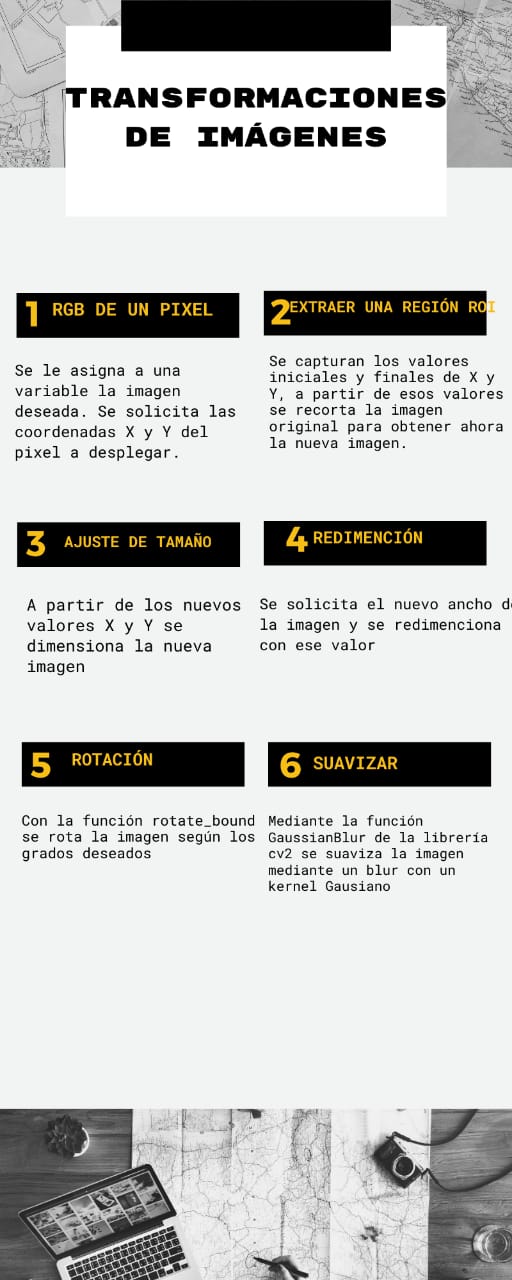 TRANSFORMACIONES
DE IMÁGENES
1 RGB DE UN PIXEL
Se le asigna a una
variable la imagen
deseada. Se solicita las
coordenadas X y Y del
pixel a desplegar.
2 EXTRAER UNA REGIÓN ROI
Se capturan los valores
iniciales y finales de X y
Y, a partir de esos valores
se recorta la imagen
original para obtener ahora
la nueva imagen.
3 AJUSTE DE TAMAÑO
A partir de los nuevos
valores X y Y se
dimensiona la nueva
imagen
4 REDIMENCIÓN
Se solicita el nuevo ancho de
la imagen y se redimenciona
con ese valor
5 ROTACIÓN
Con la función rotate_bound
se rota la imagen según los
grados deseados
6 SUAVIZAR
Mediante la función
GaussianBlur de la librería
cv2 se suaviza la imagen
mediante un blur con un
kernel Gausiano